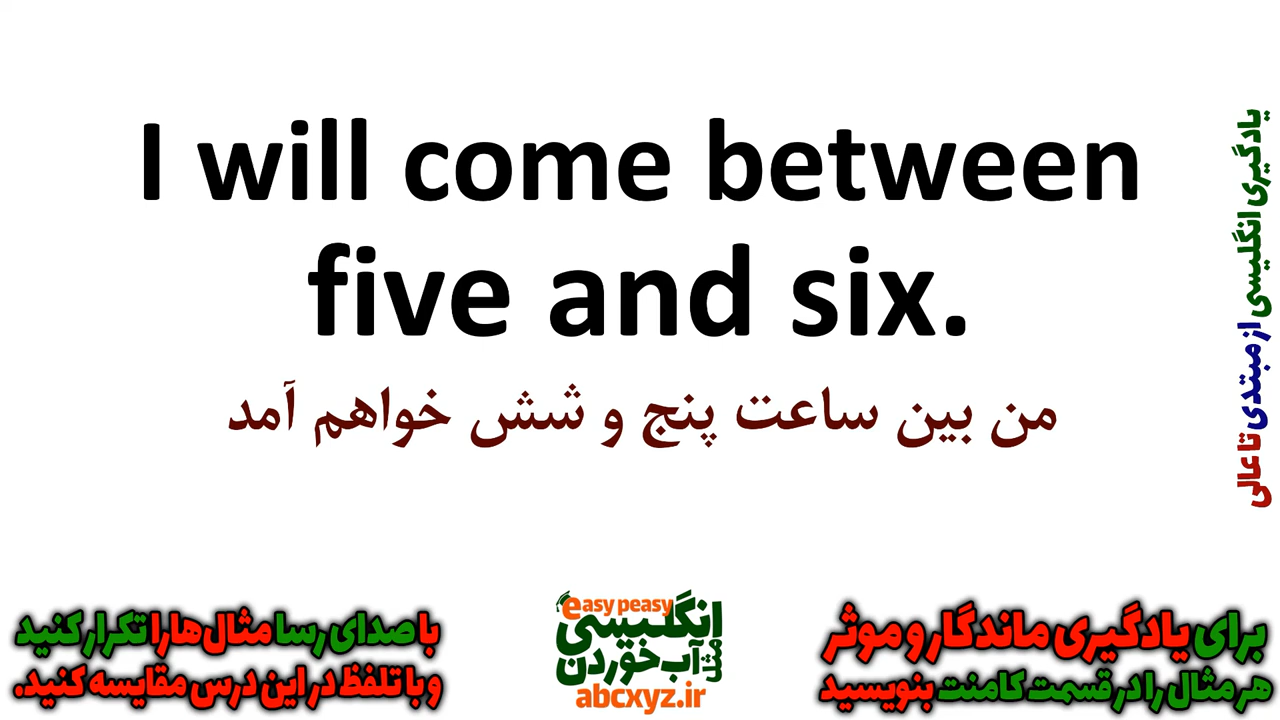 I will come between
five and six.
من بین ساعت پنج و شش خواهم آمد
یادگیری انگلیسی از مبتدی تا عالی
برای یادگیری ماندگار و موثر
هر مثال را در قسمت کامنت بنویسید
easy peasy
انگلیسی
مثل آب خوردن
abcxyz.ir
با صدای رسا مثال‌ها را تکرار کنید
و با تلفظ در این درس مقایسه کنید.